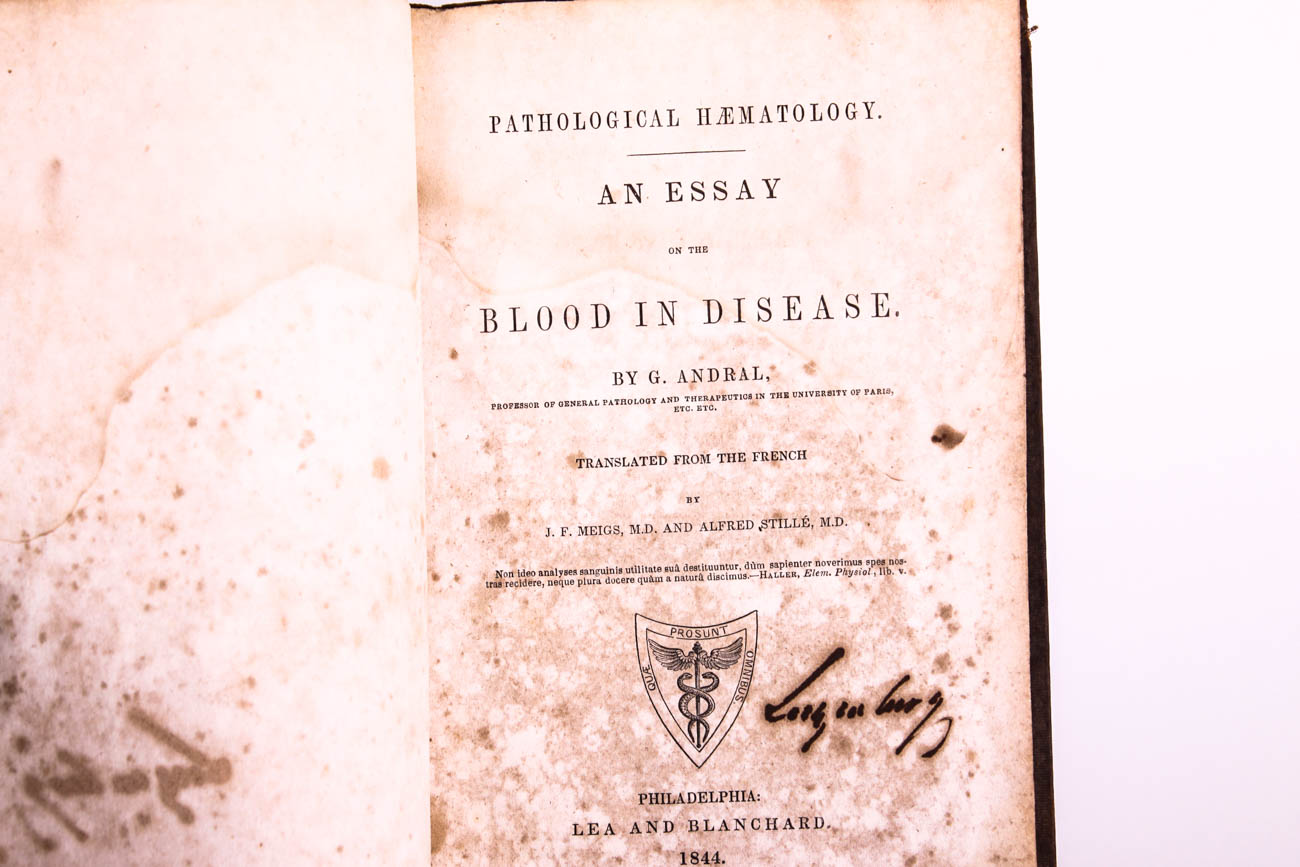 PATHOLOGICAL HÆMATOLOGY.
AN ESSAY
ON THE
BLOOD IN DISEASE.
BY G. ANDRAL,
PROFESSOR OF GENERAL PATHOLOGY AND THERAPEUTICS IN THE UNIVERSITY OF PARIS,
ETC. ETC.
TRANSLATED FROM THE FRENCH
BY
J. F. MEIGS, M.D. AND ALFRED STILLÉ, M.D.
Non ideo analyses sanguinis utilitate suâ destituuntur, dùm sapienter noverimus spes nos-
tras recidere, neque plura docere quàm a naturâ discimus.—HALLER, Elem. Physiol, lib. v.
QUÆ PROSUNT OMNIBUS
PHILADELPHIA:
LEA AND BLANCHARD.
1844.